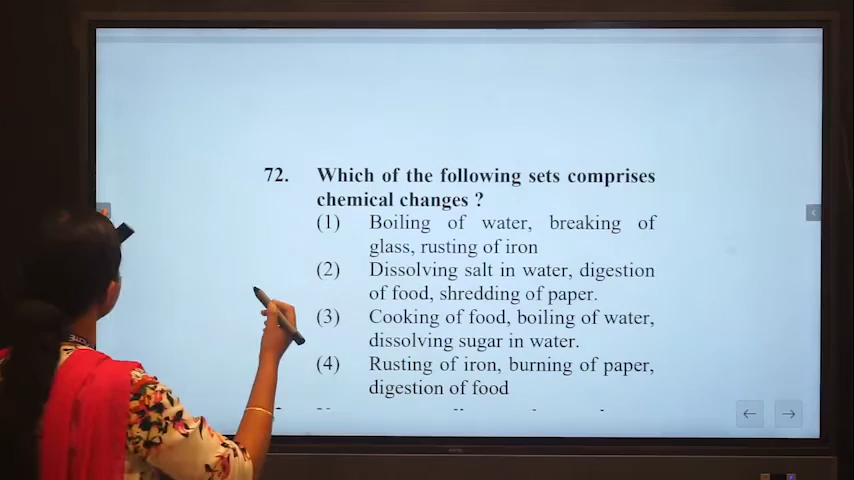 72. Which of the following sets comprises
chemical changes ?
(1) Boiling of water, breaking of
glass, rusting of iron
(2) Dissolving salt in water, digestion
of food, shredding of paper.
(3) Cooking of food, boiling of water,
dissolving sugar in water.
(4) Rusting of iron, burning of paper,
digestion of food